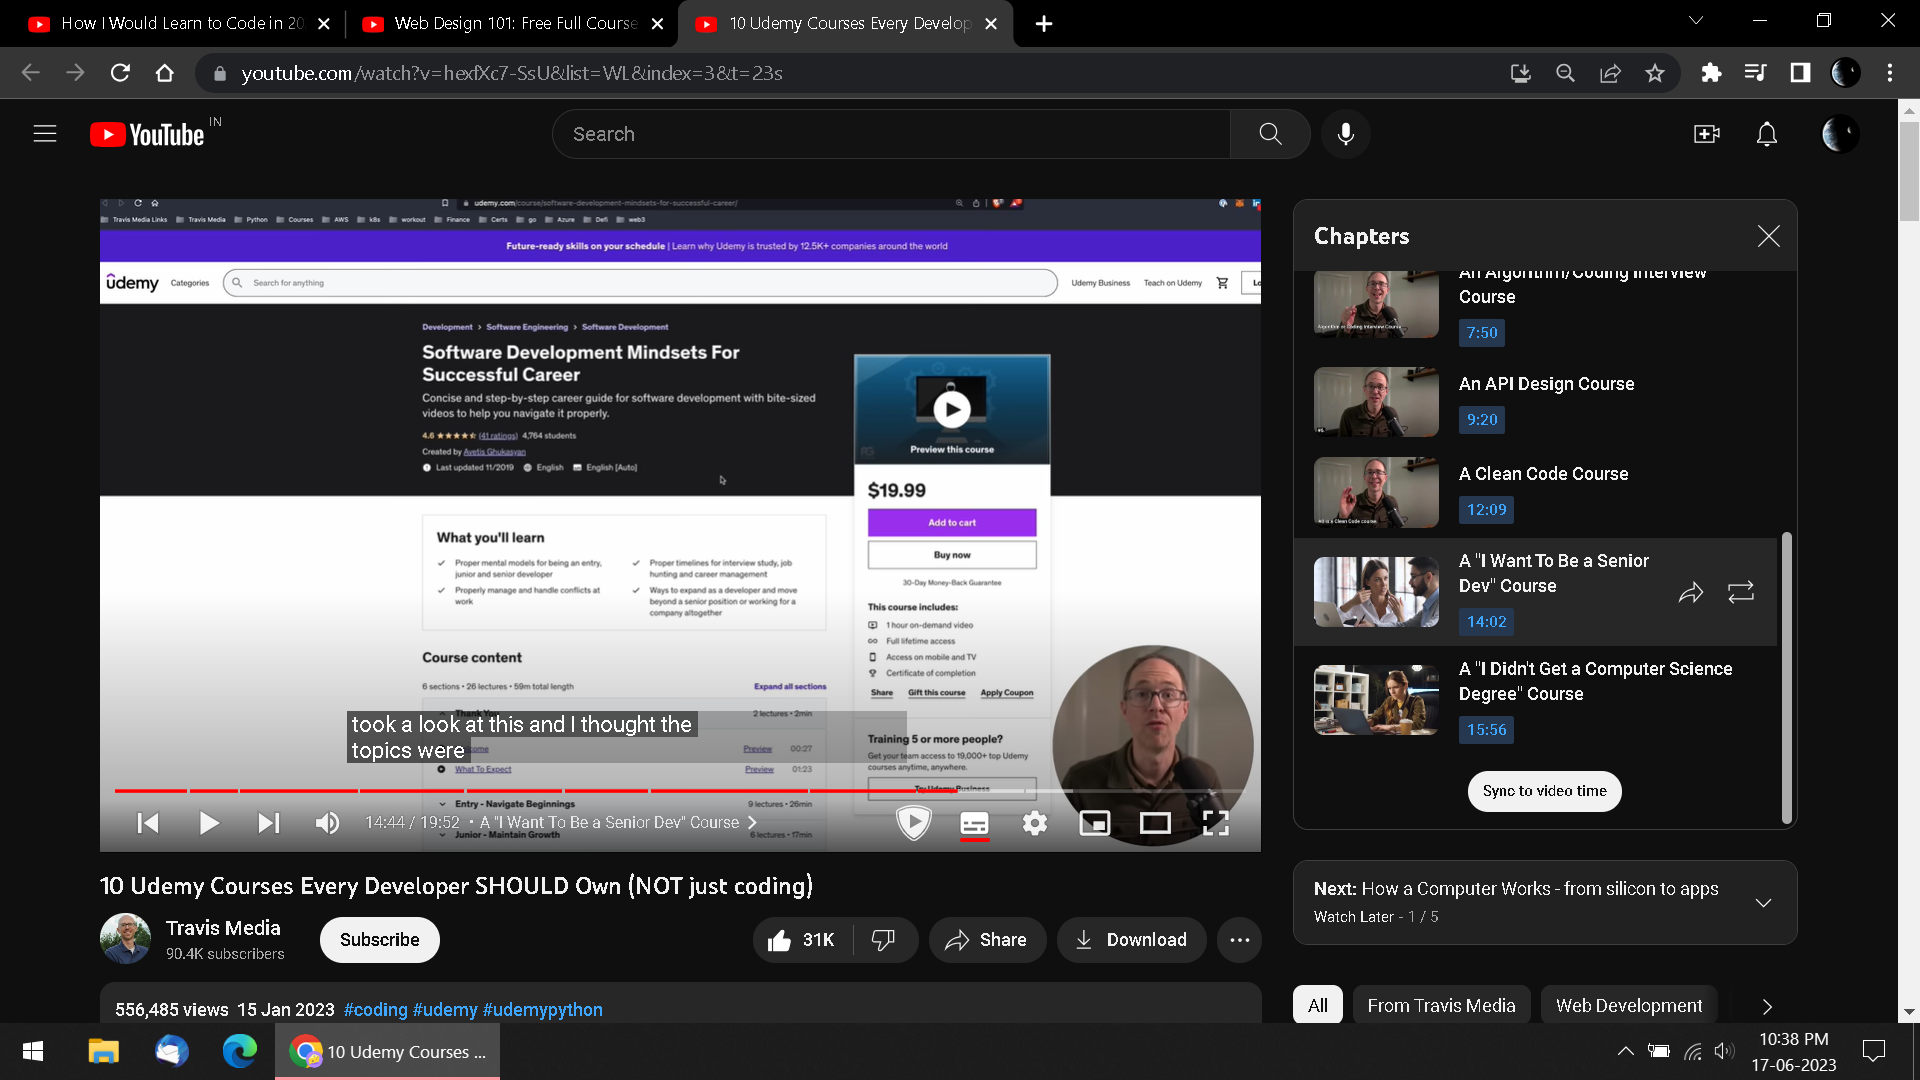 How I Would Learn to Code in 20
Web Design 101: Free Full Course
10 Udemy Courses Every Develop
youtube.com/watch?v=hexfXc7-SsU&list=WL&index=3&t=23s
YouTube IN
Search
udemy.com/course/software-development-mindsets-for-successful-career/
Travis Media Links Travis Media Python Courses AWS k8s workout Finance Certs go Azure Defi web3
Future-ready skills on your schedule | Learn why Udemy is trusted by 12.5K+ companies around the world
udemy Categories Search for anything Udemy Business Teach on Udemy Lo
Development > Software Engineering > Software Development
Software Development Mindsets For
Successful Career
Concise and step-by-step career guide for software development with bite-sized
videos to help you navigate it properly.
4.6 (41 ratings) 4,764 students
Created by Avetis Ghukasyan
Last updated 11/2019 English English [Auto]
Preview this course
$19.99
Add to cart
Buy now
30-Day Money-Back Guarantee
This course includes:
1 hour on-demand video
Full lifetime access
Access on mobile and TV
Certificate of completion
Share Gift this course Apply Coupon
Training 5 or more people?
Get your team access to 19,000+ top Udemy
courses anytime, anywhere.
Try Udemy Business
What you'll learn
Proper mental models for being an entry,
junior and senior developer
Properly manage and handle conflicts at
work
Proper timelines for interview study, job
hunting and career management
Ways to expand as a developer and move
beyond a senior position or working for a
company altogether
Course content
6 sections • 26 lectures • 59m total length Expand all sections
Thank You 2 lectures • 2min
took a look at this and I thought the
topics were
Preview 00:27
What To Expect Preview 01:23
Entry - Navigate Beginnings 9 lectures • 26min
Junior - Maintain Growth 6 lectures • 17min
14:44 / 19:52 • A "I Want To Be a Senior Dev" Course >
10 Udemy Courses Every Developer SHOULD Own (NOT just coding)
Travis Media
90.4K subscribers
Subscribe
31K Share Download
556,485 views 15 Jan 2023 #coding #udemy #udemypython
Chapters
An Algorithm/Coding Interview
Course
7:50
Algorithm or Coding Interview Course
An API Design Course
9:20
A Clean Code Course
12:09
A "I Want To Be a Senior
Dev" Course
14:02
A "I Didn't Get a Computer Science
Degree" Course
15:56
Sync to video time
Next: How a Computer Works - from silicon to apps
Watch Later - 1 / 5
All From Travis Media Web Development
10 Udemy Courses ...
10:38 PM
17-06-2023